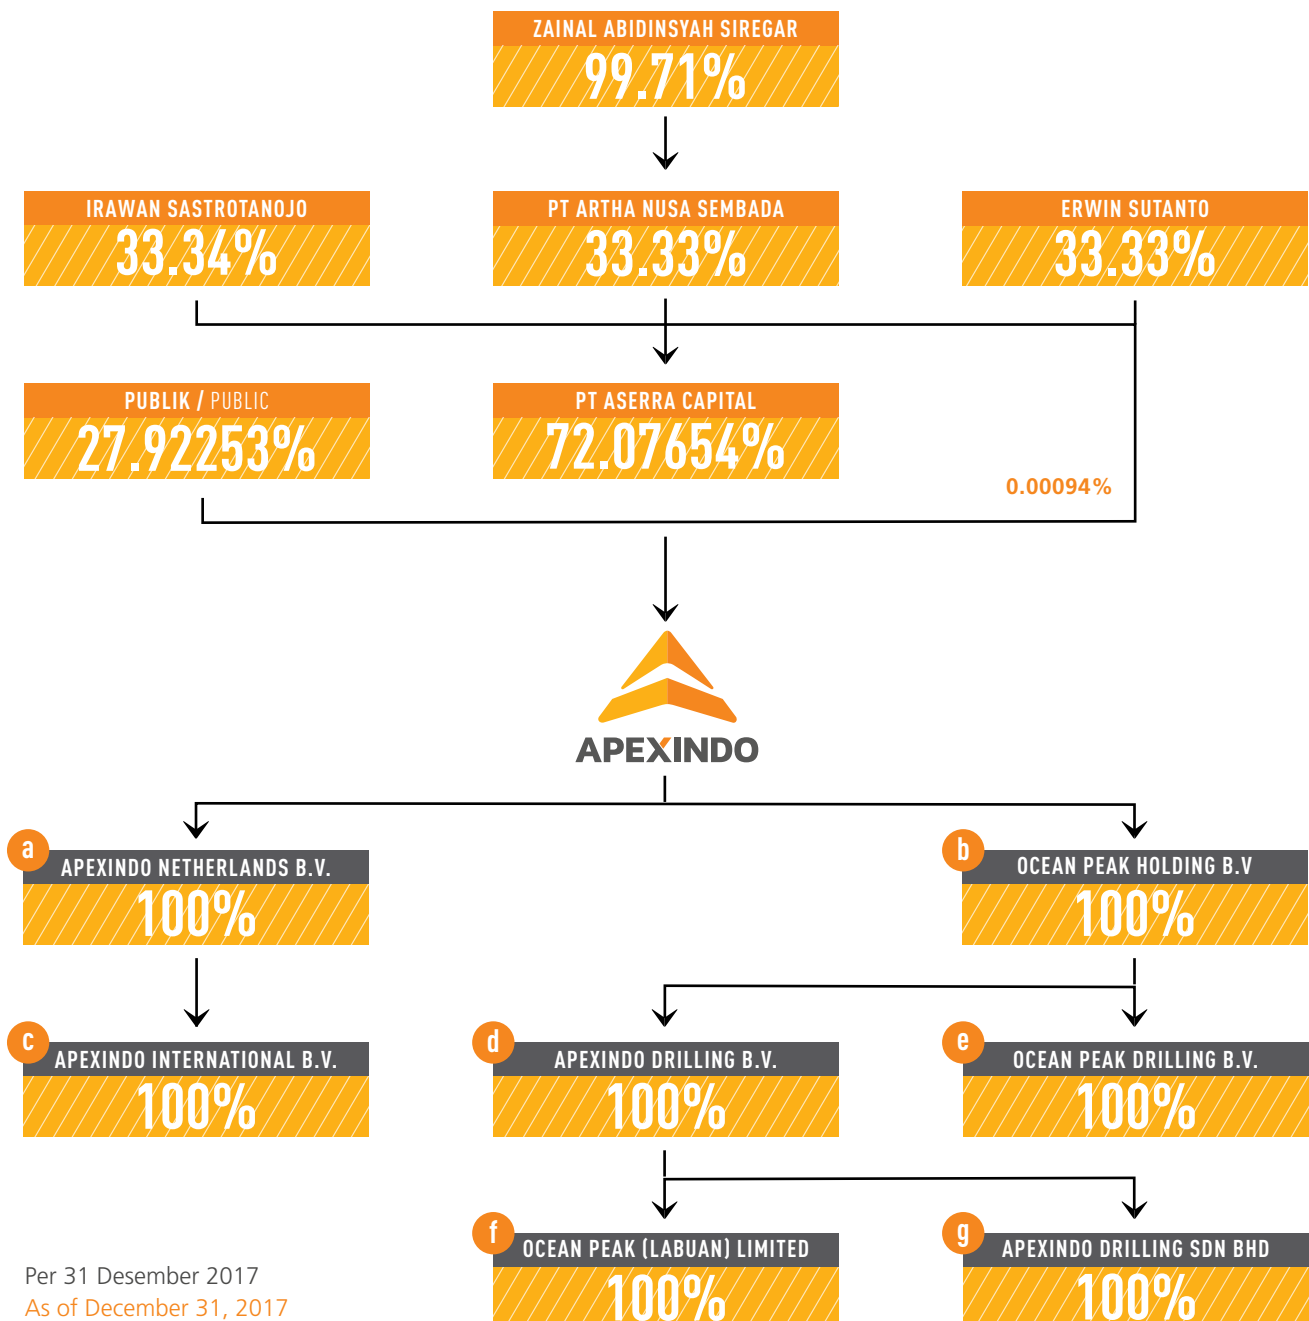 ZAINAL ABIDINSYAH SIREGAR
99.71%
IRAWAN SASTROTANOJO
33.34%
PT ARTHA NUSA SEMBADA
33.33%
ERWIN SUTANTO
33.33%
PUBLIK / PUBLIC
27.92253%
PT ASERRA CAPITAL
72.07654%
0.00094%
APEXINDO
a
APEXINDO NETHERLANDS B.V.
100%
b
OCEAN PEAK HOLDING B.V
100%
c
APEXINDO INTERNATIONAL B.V.
100%
d
APEXINDO DRILLING B.V.
100%
e
OCEAN PEAK DRILLING B.V.
100%
f
OCEAN PEAK (LABUAN) LIMITED
100%
g
APEXINDO DRILLING SDN BHD
100%
Per 31 Desember 2017
As of December 31, 2017